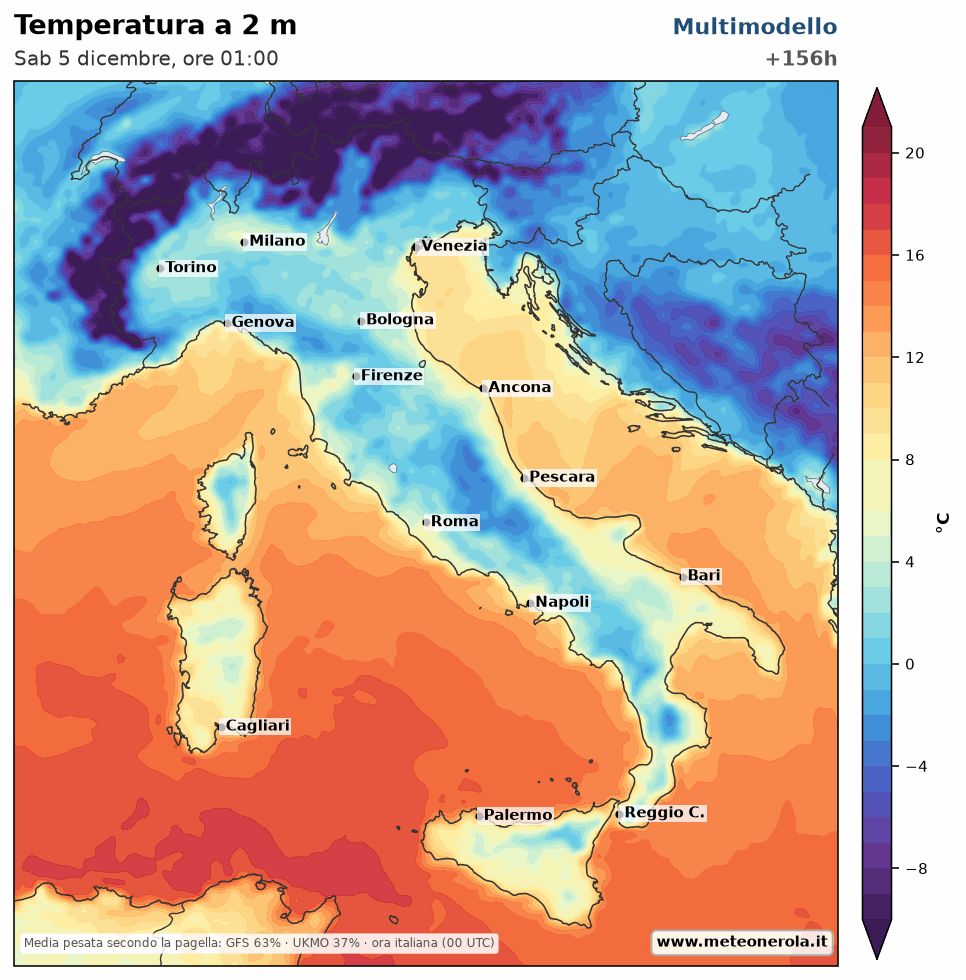 Temperatura a 2 m
Multimodello
Sab 5 dicembre, ore 01:00
+156h
Milano
Venezia
Torino
Genova
Bologna
Firenze
Ancona
Pescara
Roma
Bari
Napoli
Cagliari
Palermo
Reggio C.
20
16
12
8
4
0
−4
−8
°C
Media pesata secondo la pagella: GFS 63% · UKMO 37% · ora italiana (00 UTC)
www.meteonerola.it